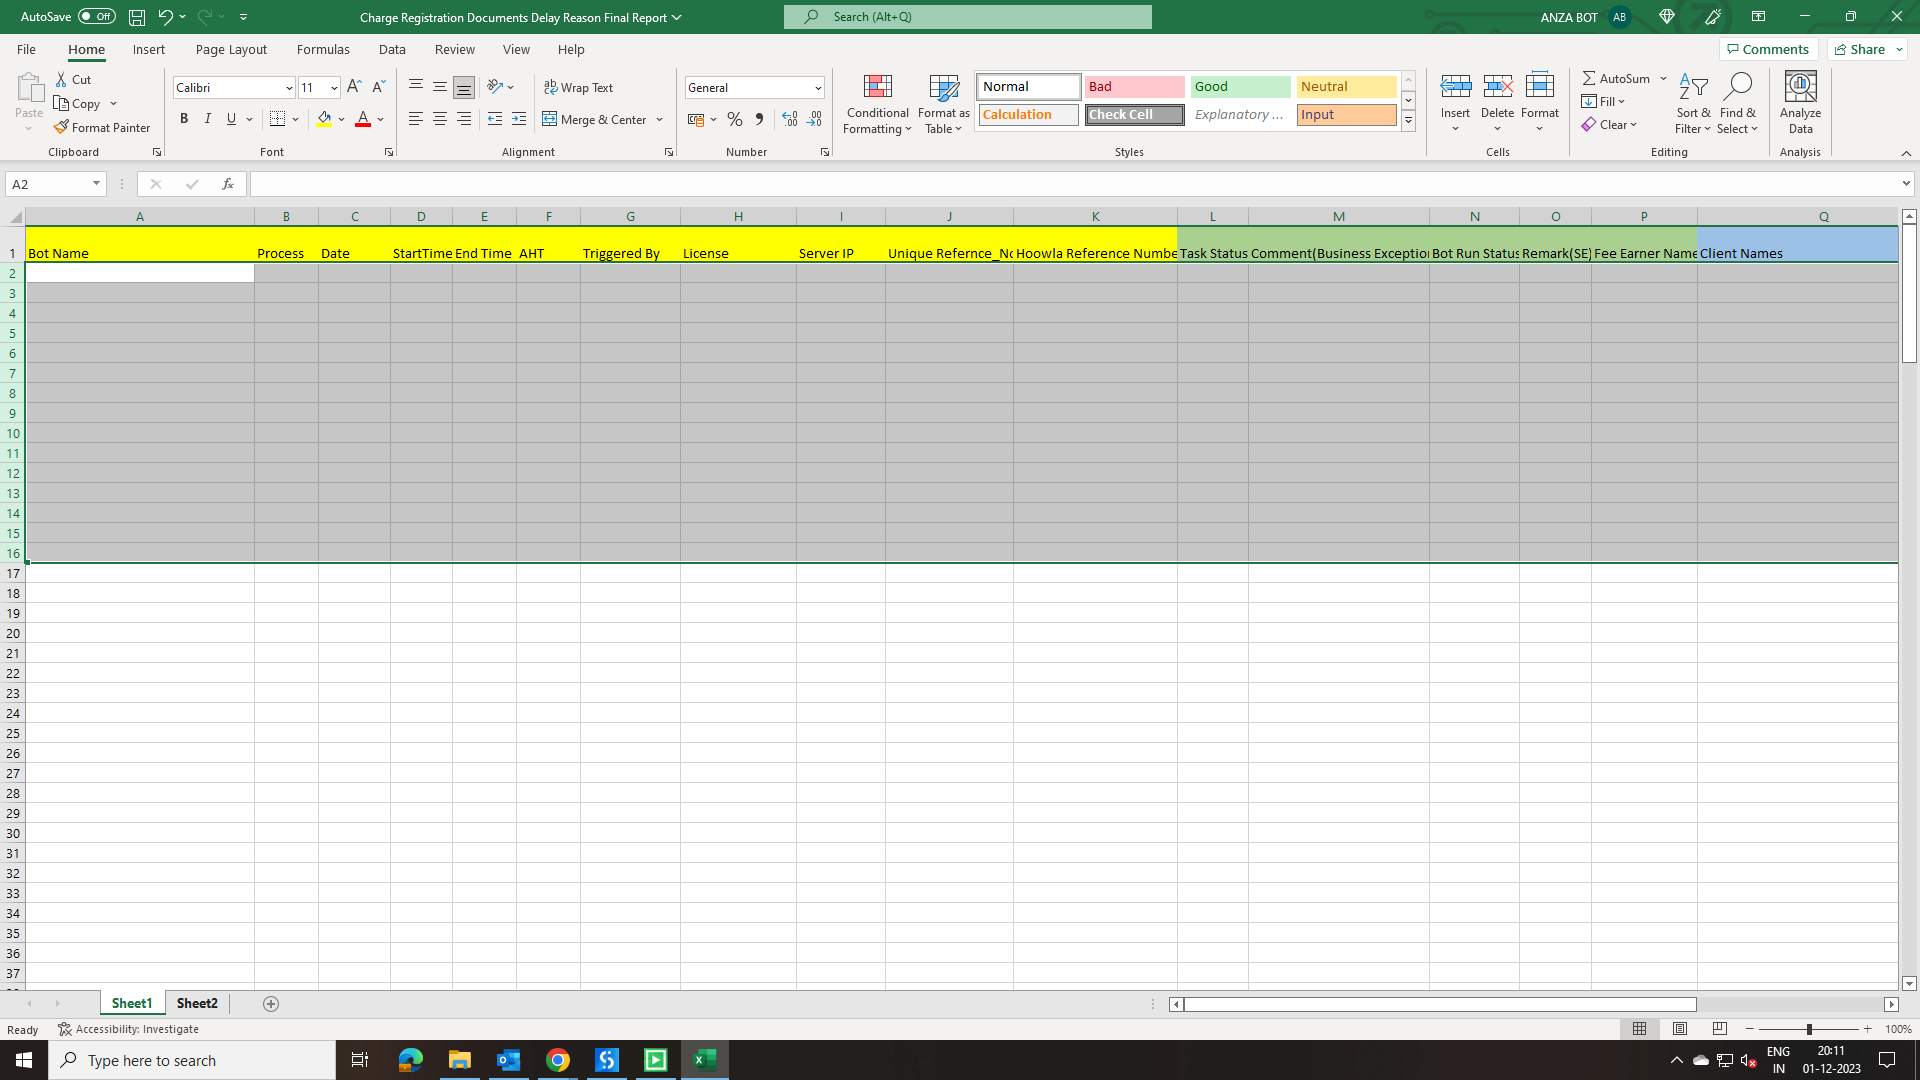 AutoSave Off Charge Registration Documents Delay Reason Final Report Search (Alt+Q) ANZA BOT AB
File Home Insert Page Layout Formulas Data Review View Help Comments Share
Paste Cut Copy Format Painter Clipboard
Calibri 11 A A B I U A Font
Wrap Text Merge & Center Alignment
General % Number
Conditional Formatting Format as Table Normal Bad Good Neutral
Calculation Check Cell Explanatory ... Input Styles
Insert Delete Format Cells
AutoSum Fill Clear Sort & Filter Find & Select Editing
Analyze Data Analysis
A2 fx
A B C D E F G H I J K L M N O P Q
1 Bot Name Process Date StartTime End Time AHT Triggered By License Server IP Unique Refernce_Nc Hoowla Reference Numbe Task Status Comment(Business Exceptio Bot Run Status Remark(SE) Fee Earner Name Client Names
2
3
4
5
6
7
8
9
10
11
12
13
14
15
16
17
18
19
20
21
22
23
24
25
26
27
28
29
30
31
32
33
34
35
36
37
Sheet1 Sheet2
Ready Accessibility: Investigate 100%
Type here to search ENG IN 20:11 01-12-2023